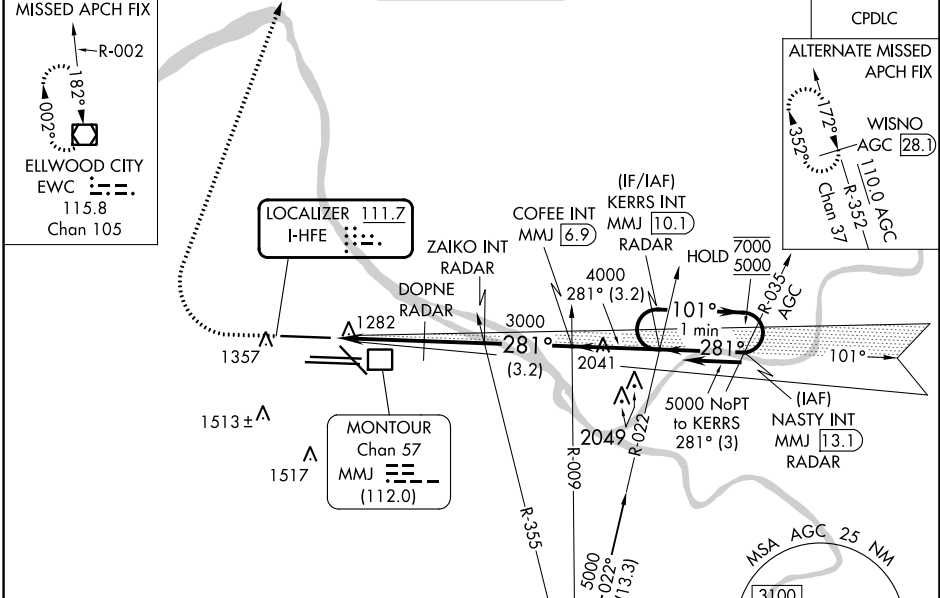 MISSED APCH FIX
R-002
182°
002°
ELLWOOD CITY
EWC
115.8
Chan 105
CPDLC
ALTERNATE MISSED
APCH FIX
172°
352°
WISNO
AGC 28.1
110.0 AGC
R-352
Chan 37
LOCALIZER 111.7
I-HFE
ZAIKO INT
RADAR
DOPNE
RADAR
COFEE INT
MMJ 6.9
(IF/IAF)
KERRS INT
MMJ 10.1
RADAR
HOLD 7000
5000
R-035
AGC
4000
281° (3.2)
3000
281°
(3.2)
101°
1 min
281°
101°
1357
1282
2041
1513 ±
1517
2049
MONTOUR
Chan 57
MMJ
(112.0)
5000 NoPT
to KERRS
281° (3)
(IAF)
NASTY INT
MMJ 13.1
RADAR
R-022
R-009
R-355
5000
022°
(13.3)
MSA AGC 25 NM
3100